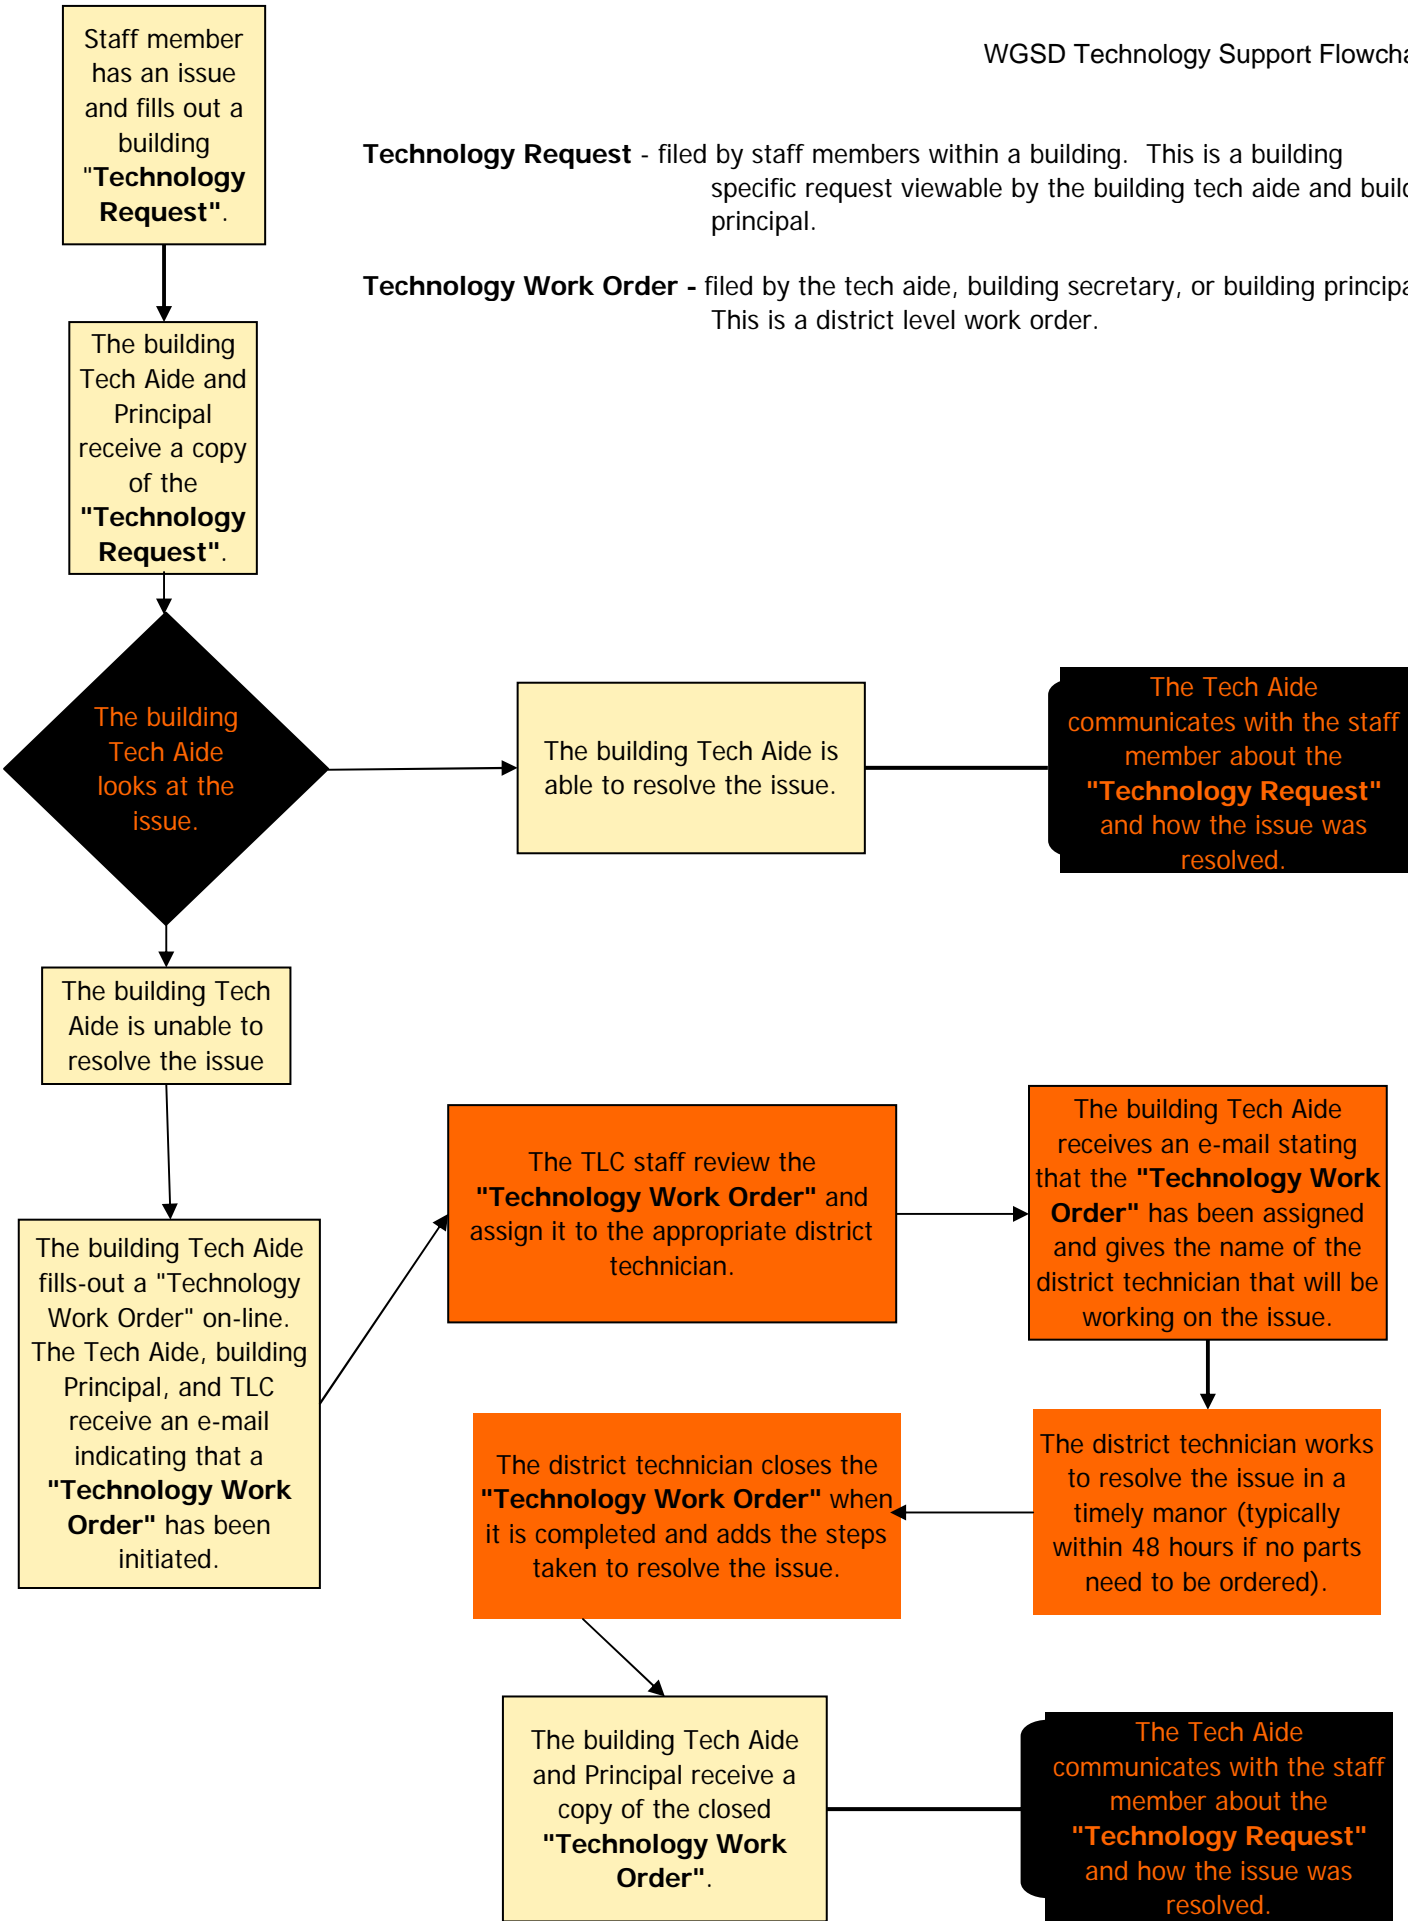 Staff member
has an issue
and fills out a
building
"Technology
Request".
WGSD Technology Support Flowcha
Technology Request - filed by staff members within a building. This is a building
specific request viewable by the building tech aide and build
principal.
Technology Work Order - filed by the tech aide, building secretary, or building principa
This is a district level work order.
The building
Tech Aide and
Principal
receive a copy
of the
"Technology
Request".
The building
Tech Aide
looks at the
issue.
The building Tech Aide is
able to resolve the issue.
The Tech Aide
communicates with the staff
member about the
"Technology Request"
and how the issue was
resolved.
The building Tech
Aide is unable to
resolve the issue
The building Tech Aide
fills-out a "Technology
Work Order" on-line.
The Tech Aide, building
Principal, and TLC
receive an e-mail
indicating that a
"Technology Work
Order" has been
initiated.
The TLC staff review the
"Technology Work Order" and
assign it to the appropriate district
technician.
The building Tech Aide
receives an e-mail stating
that the "Technology Work
Order" has been assigned
and gives the name of the
district technician that will be
working on the issue.
The district technician works
to resolve the issue in a
timely manor (typically
within 48 hours if no parts
need to be ordered).
The district technician closes the
"Technology Work Order" when
it is completed and adds the steps
taken to resolve the issue.
The building Tech Aide
and Principal receive a
copy of the closed
"Technology Work
Order".
The Tech Aide
communicates with the staff
member about the
"Technology Request"
and how the issue was
resolved.